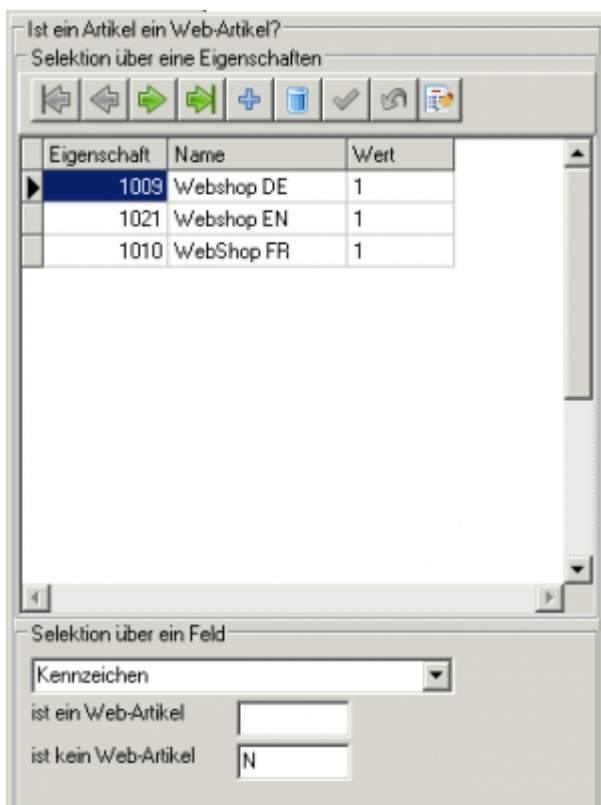 Ist ein Artikel ein Web-Artikel?
Selektion über eine Eigenschaften
Eigenschaft Name Wert
1009 Webshop DE 1
1021 Webshop EN 1
1010 WebShop FR 1
Selektion über ein Feld
Kennzeichen
ist ein Web-Artikel
ist kein Web-Artikel N